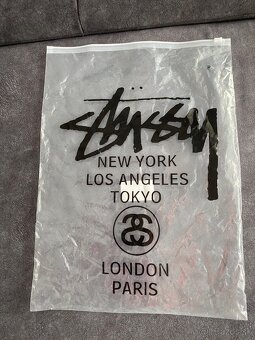 Stüssy
NEW YORK
LOS ANGELES
TOKYO
LONDON
PARIS